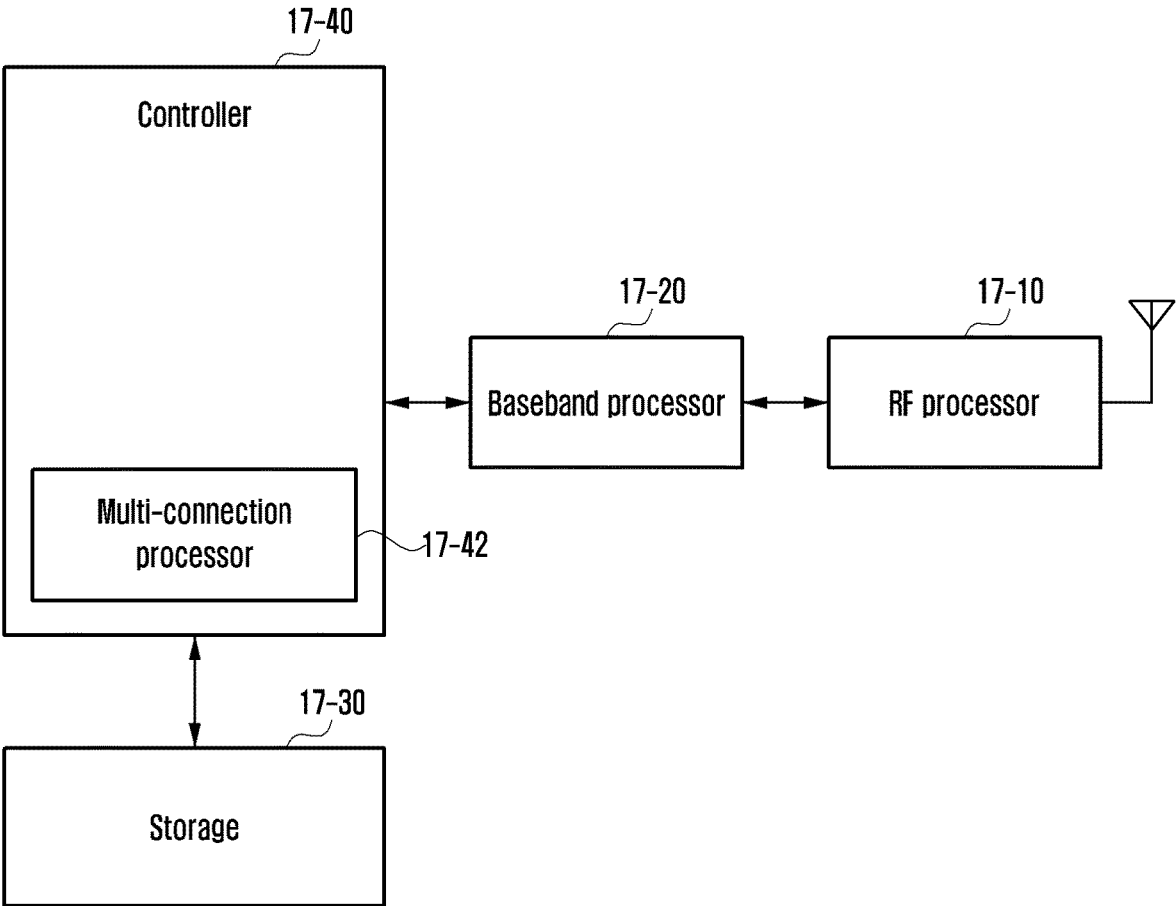 17-40
Controller
17-20
17-10
Baseband processor
RF processor
Multi-connection
processor
17-42
17-30
Storage